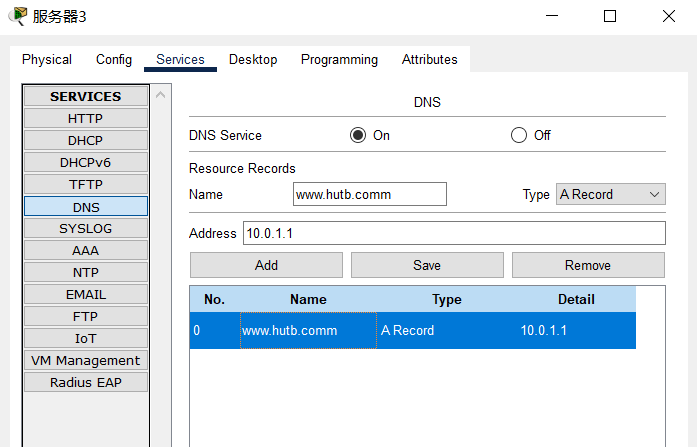 服务器3
Physical Config Services Desktop Programming Attributes
SERVICES
HTTP
DHCP
DHCPv6
TFTP
DNS
SYSLOG
AAA
NTP
EMAIL
FTP
IoT
VM Management
Radius EAP
DNS
DNS Service On Off
Resource Records
Name www.hutb.comm Type A Record
Address 10.0.1.1
Add Save Remove
No. Name Type Detail
0 www.hutb.comm A Record 10.0.1.1